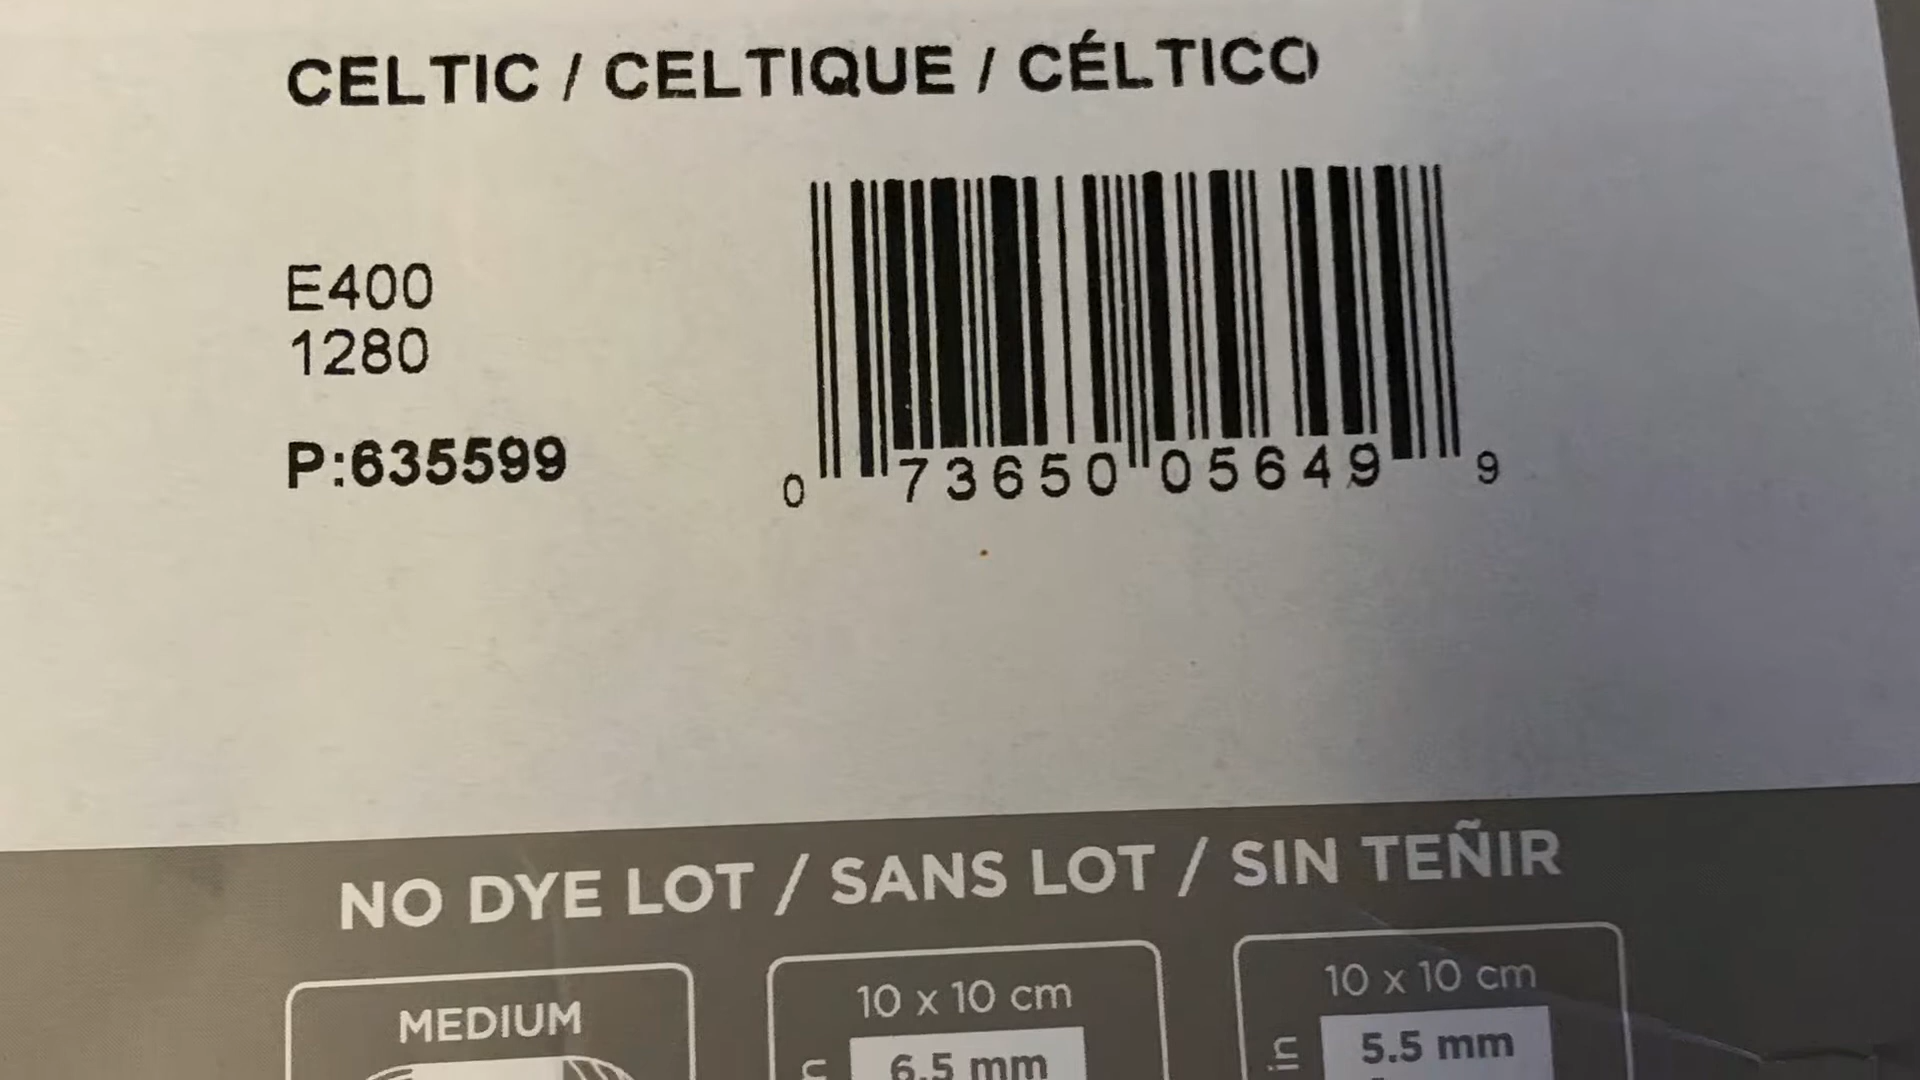 CELTIC / CELTIQUE / CÉLTICO
E400
1280
P:635599
0 73650 05649 9
NO DYE LOT / SANS LOT / SIN TEÑIR
MEDIUM
10 x 10 cm
6.5 mm
10 x 10 cm
in
5.5 mm